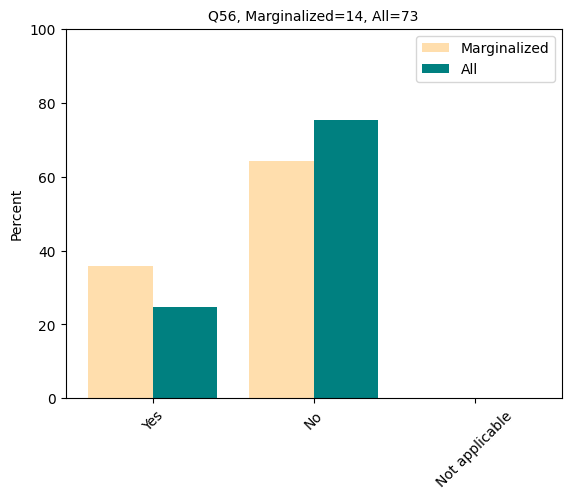 Q56, Marginalized=14, All=73
Marginalized
All
Percent
100
80
60
40
20
0
Yes
No
Not applicable